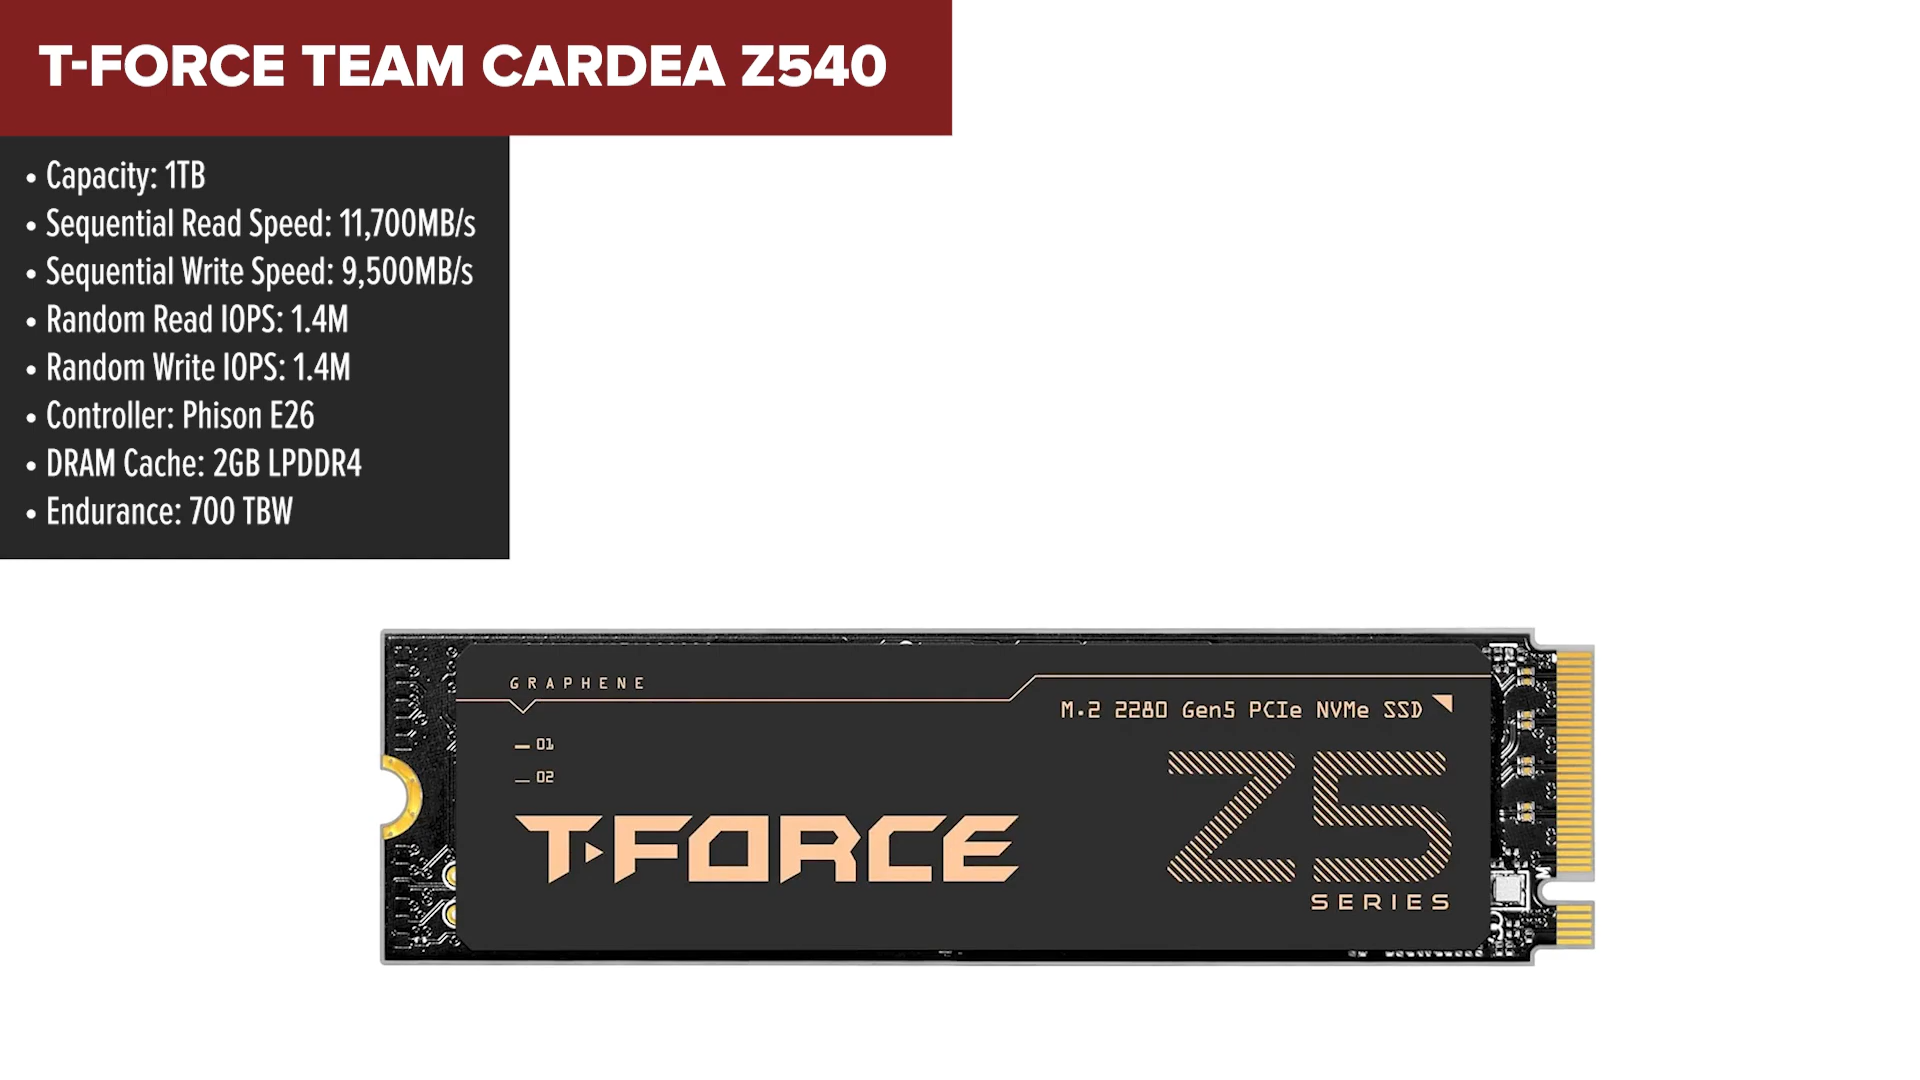 T-FORCE TEAM CARDEA Z540
• Capacity: 1TB
• Sequential Read Speed: 11,700MB/s
• Sequential Write Speed: 9,500MB/s
• Random Read IOPS: 1.4M
• Random Write IOPS: 1.4M
• Controller: Phison E26
• DRAM Cache: 2GB LPDDR4
• Endurance: 700 TBW
GRAPHENE
M.2 2280 Gen5 PCIe NVMe SSD
01
02
T-FORCE
Z5
SERIES